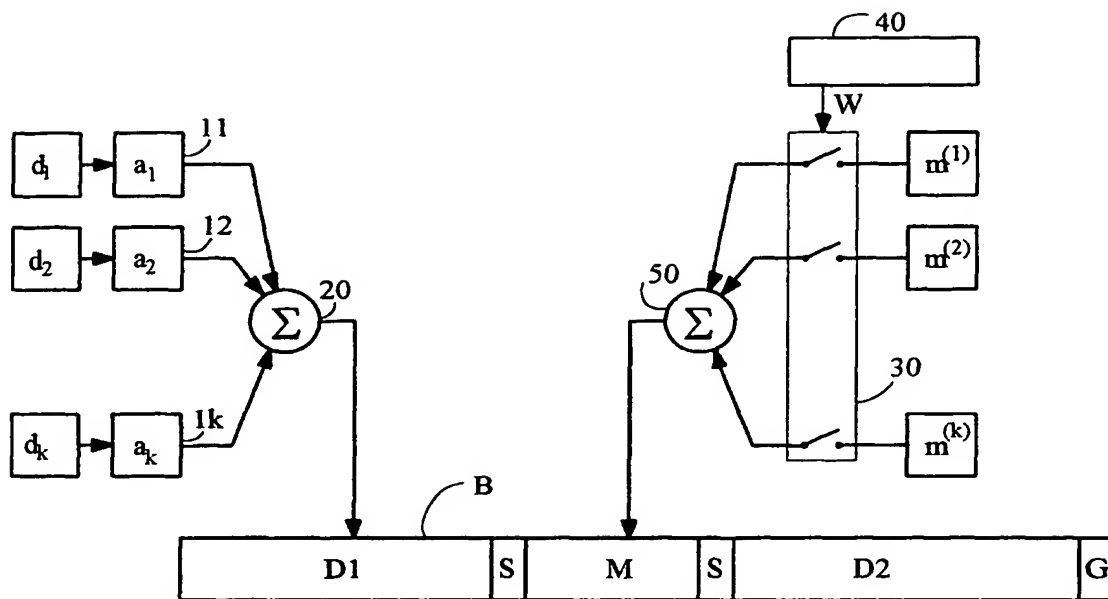 40
W
11
d₁ a₁ m⁽¹⁾
12
d₂ a₂ m⁽²⁾
20 50
Σ Σ
30
1k
dₖ aₖ m⁽ᵏ⁾
B
D1 S M S D2 G